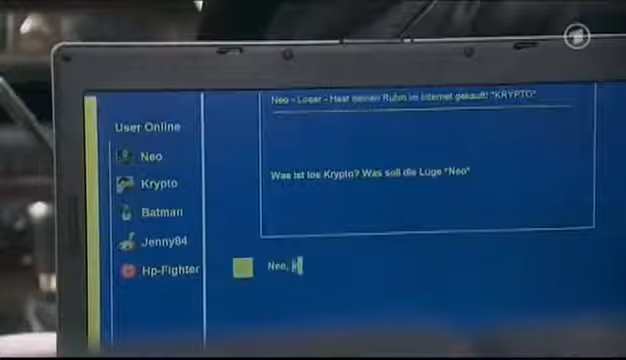 Neo - Loser - Hast deinen Ruhm im Internet gekauft! "KRYPTO"
User Online
Neo
Was ist los Krypto? Was soll die Lüge "Neo"
Krypto
Batman
Jenny84
Hp-Fighter
Neo,